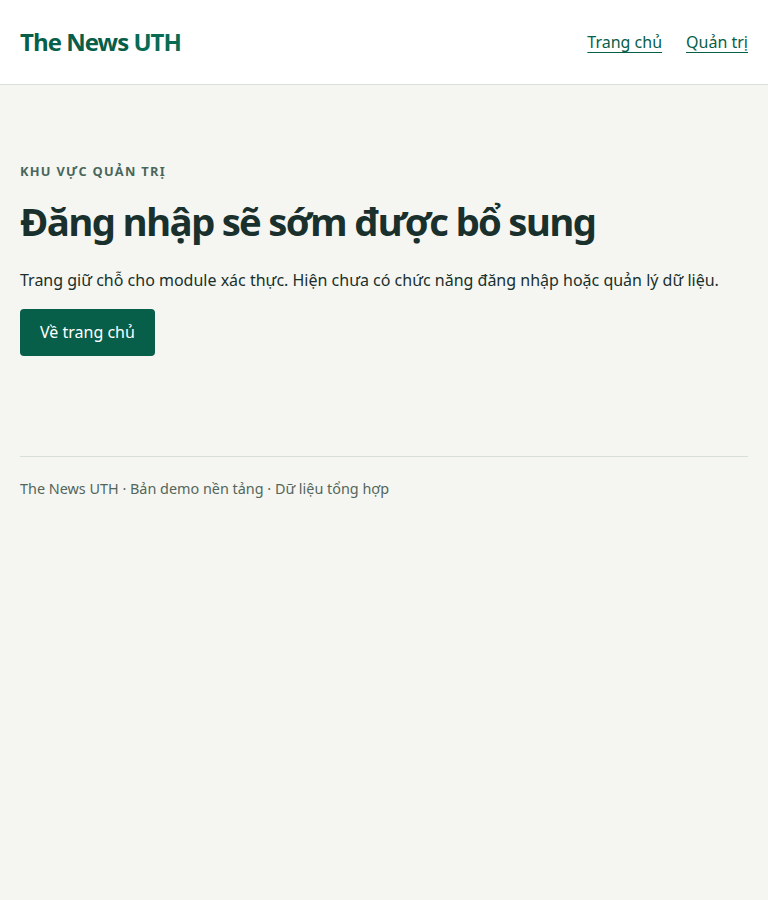 The News UTH
Trang chủ
Quản trị
KHU VỰC QUẢN TRỊ
Đăng nhập sẽ sớm được bổ sung
Trang giữ chỗ cho module xác thực. Hiện chưa có chức năng đăng nhập hoặc quản lý dữ liệu.
Về trang chủ
The News UTH · Bản demo nền tảng · Dữ liệu tổng hợp